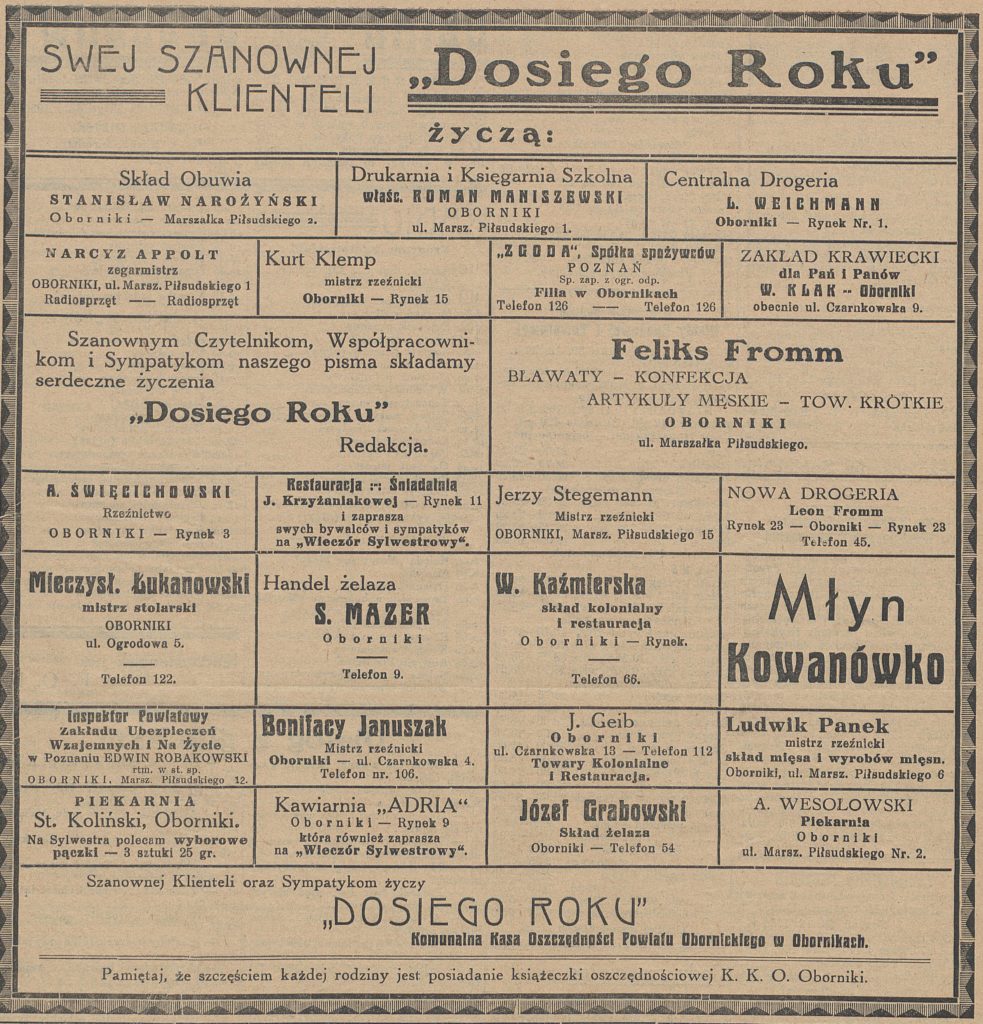 SWEJ SZANOWNEJ
KLIENTELI
„Dosiego Roku”
życzą:
Skład Obuwia
STANISŁAW NAROŻYŃSKI
Oborniki — Marszałka Piłsudskiego 2.
Drukarnia i Księgarnia Szkolna
właśc. ROMAN MANISZEWSKI
OBORNIKI
ul. Marsz. Piłsudskiego 1.
Centralna Drogeria
L. WEICHMANN
Oborniki — Rynek Nr. 1.
NARCYZ APPOLT
zegarmistrz
OBORNIKI, ul. Marsz. Piłsudskiego 1
Radiosprzęt —— Radiosprzęt
Kurt Klemp
mistrz rzeźnicki
Oborniki — Rynek 15
„ZGODA”, Spółka spożywców
POZNAŃ
Sp. zap. z ogr. odp.
Filia w Obornikach
Telefon 126 —— Telefon 126
ZAKŁAD KRAWIECKI
dla Pań i Panów
W. KLAK -- Oborniki
obecnie ul. Czarnkowska 9.
Szanownym Czytelnikom, Współpracowni-
kom i Sympatykom naszego pisma składamy
serdeczne życzenia
„Dosiego Roku”
Redakcja.
Feliks Fromm
BŁAWATY – KONFEKCJA
ARTYKUŁY MĘSKIE – TOW. KRÓTKIE
OBORNIKI
ul. Marszałka Piłsudskiego.
A. ŚWIĘCICHOWSKI
Rzeźnictwo
OBORNIKI — Rynek 3
Restauracja :-: Śniadalnia
J. Krzyżaniakowej — Rynek 11
i zaprasza
swych bywalców i sympatyków
na „Wieczór Sylwestrowy“.
Jerzy Stegemann
Mistrz rzeźnicki
OBORNIKI, Marsz. Piłsudskiego 15
NOWA DROGERIA
Leon Fromm
Rynek 23 — Oborniki — Rynek 23
Telefon 45.
Mieczysł. Łukanowski
mistrz stolarski
OBORNIKI
ul. Ogrodowa 5.
Telefon 122.
Handel żelaza
S. MAZER
Oborniki
Telefon 9.
W. Kaźmierska
skład kolonialny
i restauracja
Oborniki — Rynek.
Telefon 66.
Młyn
Kowanówko
Inspektor Powiatowy
Zakładu Ubezpieczeń
Wzajemnych i Na Życie
w Poznaniu EDWIN ROBAKOWSKI
rtm. w st. sp.
OBORNIKI, Marsz. Piłsudskiego 12.
Bonifacy Januszak
Mistrz rzeźnicki
Oborniki — ul. Czarnkowska 4.
Telefon nr. 106.
J. Geib
Oborniki
ul. Czarnkowska 13 — Telefon 112
Towary Kolonialne
i Restauracja.
Ludwik Panek
mistrz rzeźnicki
skład mięsa i wyrobów mięsn.
Oborniki, ul. Marsz. Piłsudskiego 6
PIEKARNIA
St. Koliński, Oborniki.
Na Sylwestra polecam wyborowe
pączki — 3 sztuki 25 gr.
Kawiarnia „ADRIA“
Oborniki — Rynek 9
która również zaprasza
na „Wieczór Sylwestrowy“.
Józef Grabowski
Skład żelaza
Oborniki — Telefon 54
A. WESOŁOWSKI
Piekarnia
Oborniki
ul. Marsz. Piłsudskiego Nr. 2.
Szanownej Klienteli oraz Sympatykom życzy
„DOSIEGO ROKU”
Komunalna Kasa Oszczędności Powiatu Obornickiego w Obornikach.
Pamiętaj, że szczęściem każdej rodziny jest posiadanie książeczki oszczędnościowej K. K. O. Oborniki.